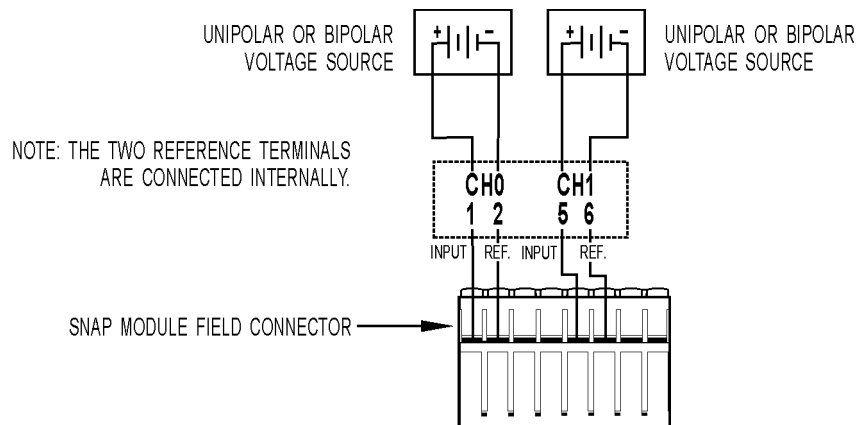 UNIPOLAR OR BIPOLAR
VOLTAGE SOURCE
+ -
+ -
UNIPOLAR OR BIPOLAR
VOLTAGE SOURCE
NOTE: THE TWO REFERENCE TERMINALS
ARE CONNECTED INTERNALLY.
CH0 CH1
1 2 5 6
INPUT REF. INPUT REF.
SNAP MODULE FIELD CONNECTOR